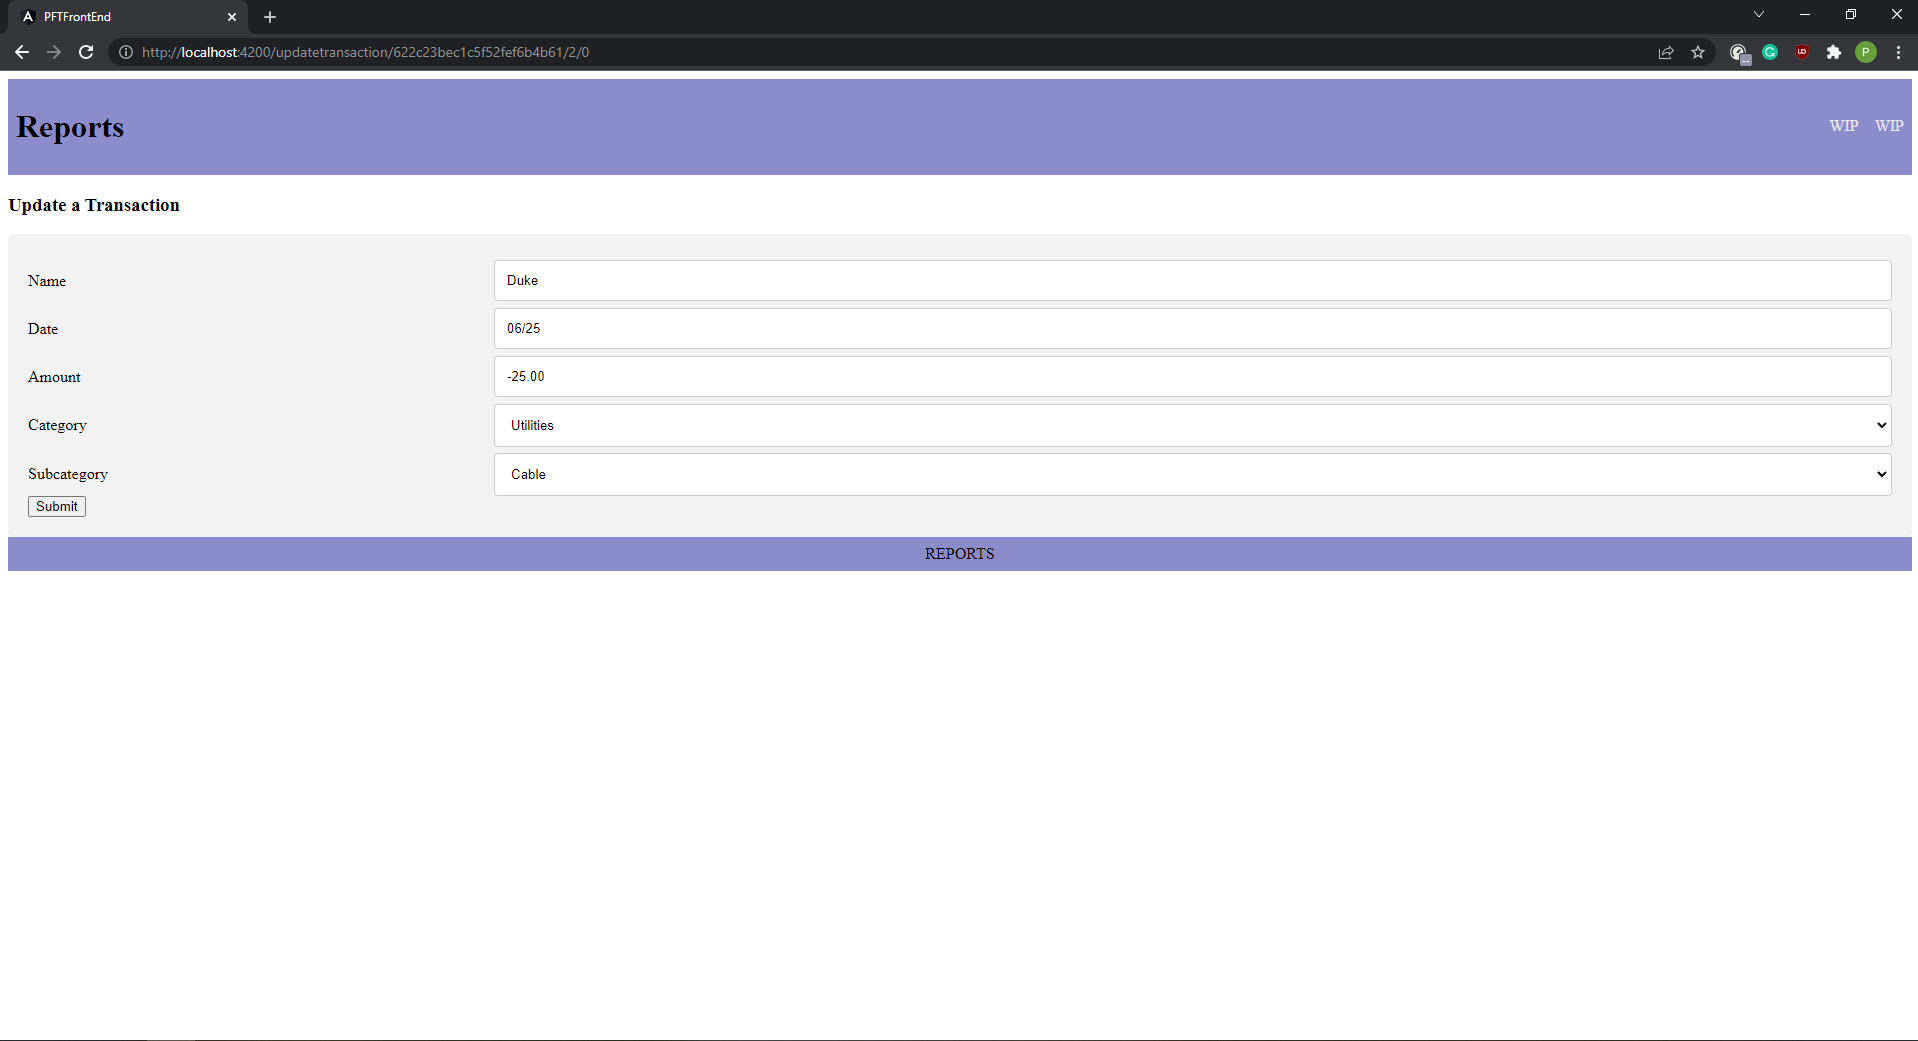 PFTFrontEnd
http://localhost:4200/updatetransaction/622c23bec1c5f52fef6b4b61/2/0
P
Reports WIP WIP
Update a Transaction
Name Duke
Date 06/25
Amount -25.00
Category Utilities
Subcategory Cable
Submit
REPORTS